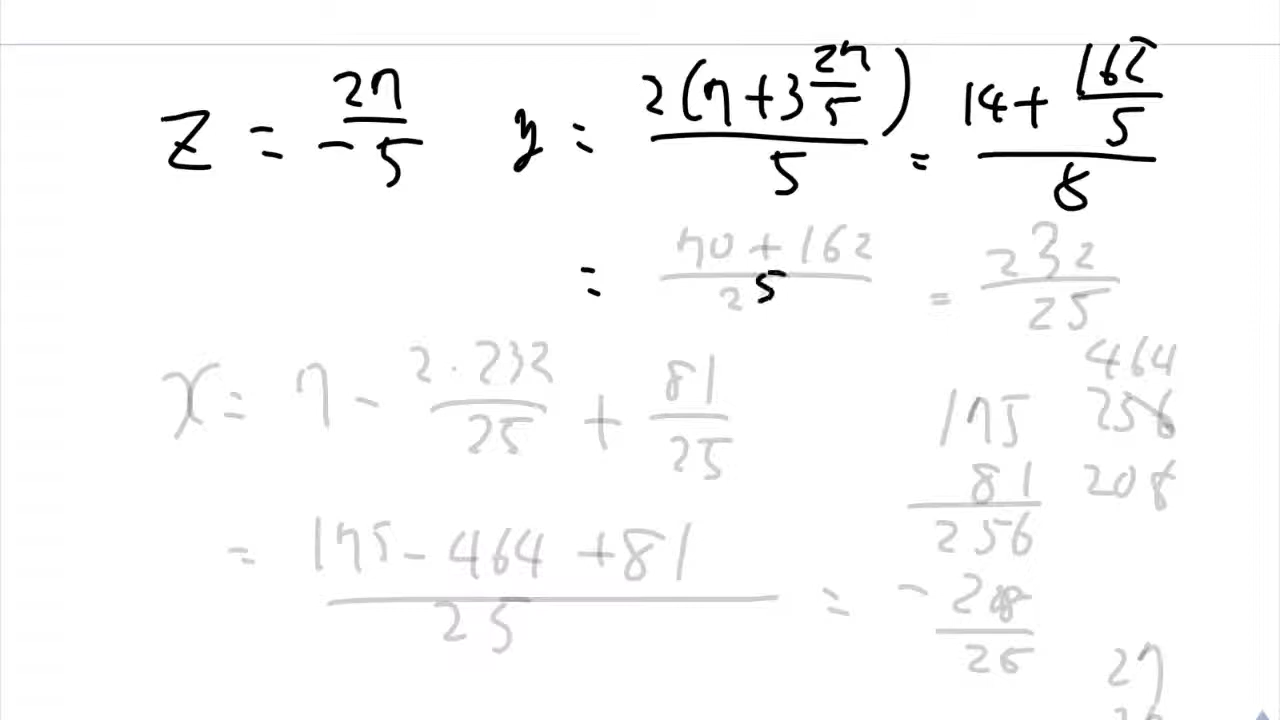 z = 27/-5 y = 2(7+3 27/5)/5 = (14+162/5)/5
= (70+162)/25 = 232/25
464
x = 7 - 2·232/25 + 81/25 175 256
81 208
256
= (175-464+81)/25 = -208/25
27